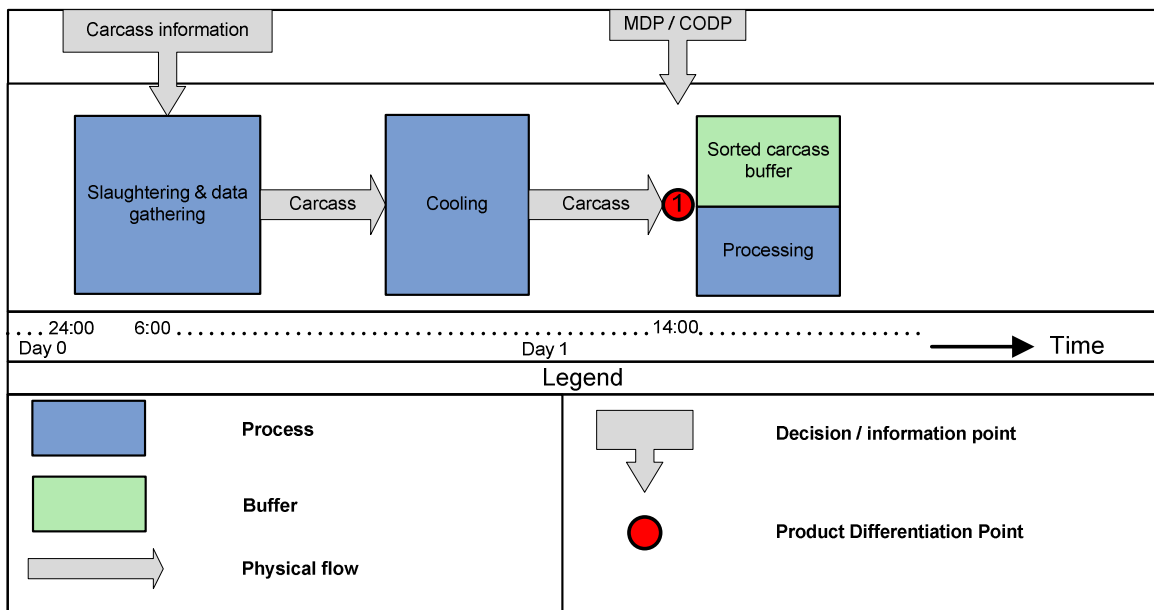 Carcass information
MDP / CODP
Slaughtering & data
gathering
Carcass
Cooling
Carcass
1
Sorted carcass
buffer
Processing
24:00
6:00
14:00
Day 0
Day 1
Time
Legend
Process
Decision / information point
Buffer
Product Differentiation Point
Physical flow